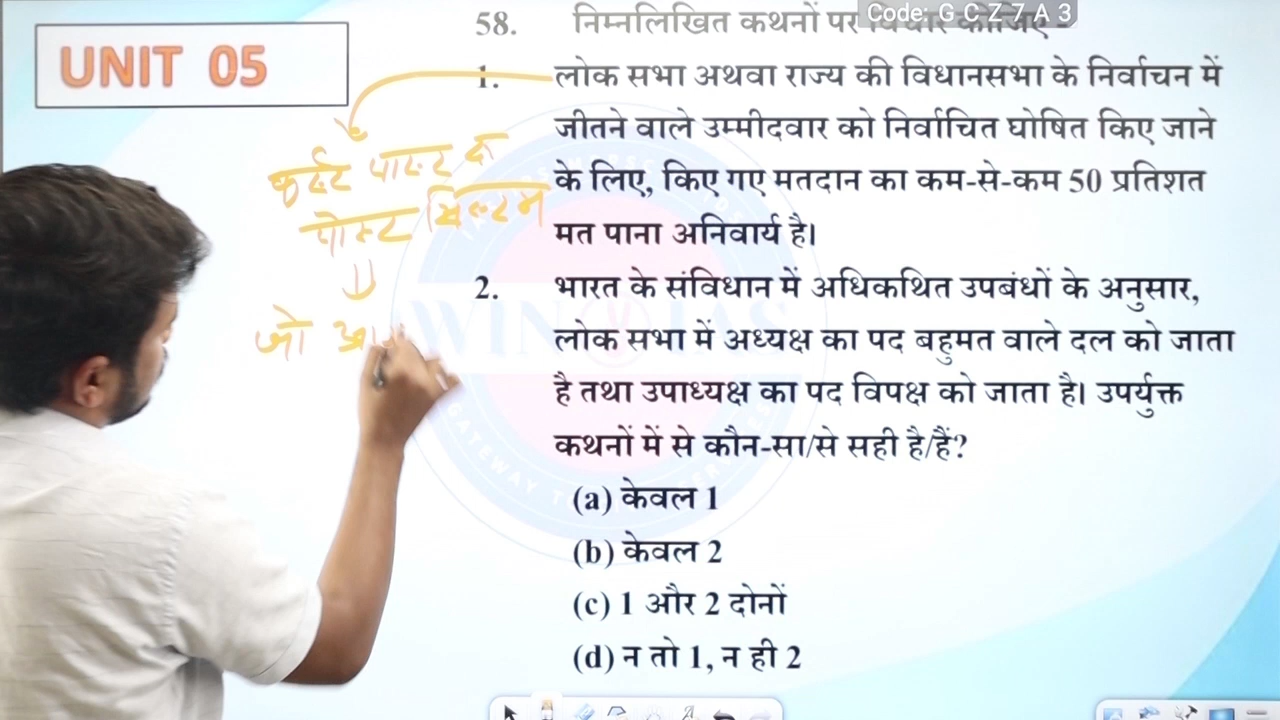 Code: G C Z 7 A 3
UNIT 05
58. निम्नलिखित कथनों पर विचार कीजिए -
1. लोक सभा अथवा राज्य की विधानसभा के निर्वाचन में
जीतने वाले उम्मीदवार को निर्वाचित घोषित किए जाने
के लिए, किए गए मतदान का कम-से-कम 50 प्रतिशत
मत पाना अनिवार्य है।
2. भारत के संविधान में अधिकथित उपबंधों के अनुसार,
लोक सभा में अध्यक्ष का पद बहुमत वाले दल को जाता
है तथा उपाध्यक्ष का पद विपक्ष को जाता है। उपर्युक्त
कथनों में से कौन-सा/से सही है/हैं?
(a) केवल 1
(b) केवल 2
(c) 1 और 2 दोनों
(d) न तो 1, न ही 2
पास्ट द
पोस्ट सिस्टम
जो
WIN IAS